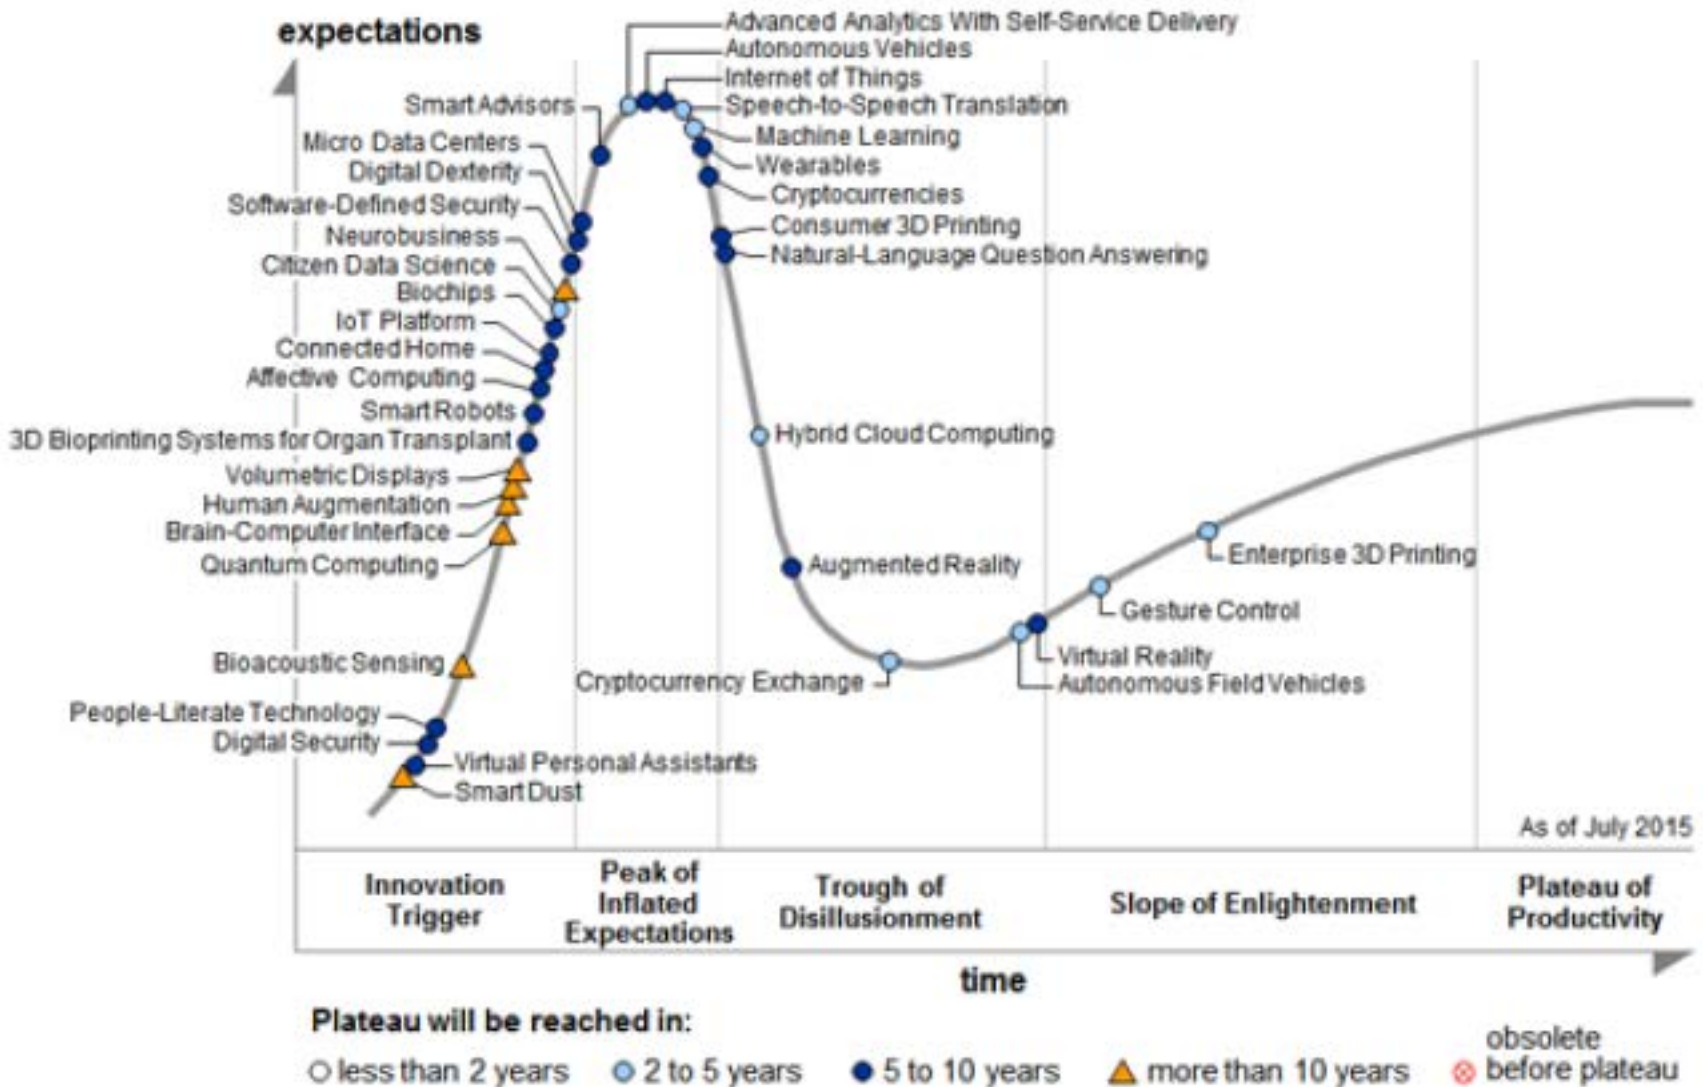 expectations
Advanced Analytics With Self-Service Delivery
Autonomous Vehicles
Internet of Things
Smart Advisors
Speech-to-Speech Translation
Micro Data Centers
Machine Learning
Digital Dexterity
Wearables
Software-Defined Security
Cryptocurrencies
Neurobusiness
Consumer 3D Printing
Citizen Data Science
Natural-Language Question Answering
Biochips
IoT Platform
Connected Home
Affective Computing
Smart Robots
Hybrid Cloud Computing
3D Bioprinting Systems for Organ Transplant
Volumetric Displays
Human Augmentation
Brain-Computer Interface
Quantum Computing
Augmented Reality
Enterprise 3D Printing
Gesture Control
Bioacoustic Sensing
Virtual Reality
Cryptocurrency Exchange
Autonomous Field Vehicles
People-Literate Technology
Digital Security
Virtual Personal Assistants
Smart Dust
As of July 2015
Innovation
Trigger
Peak of
Inflated
Expectations
Trough of
Disillusionment
Slope of Enlightenment
Plateau of
Productivity
time
Plateau will be reached in:
less than 2 years
2 to 5 years
5 to 10 years
more than 10 years
obsolete
before plateau